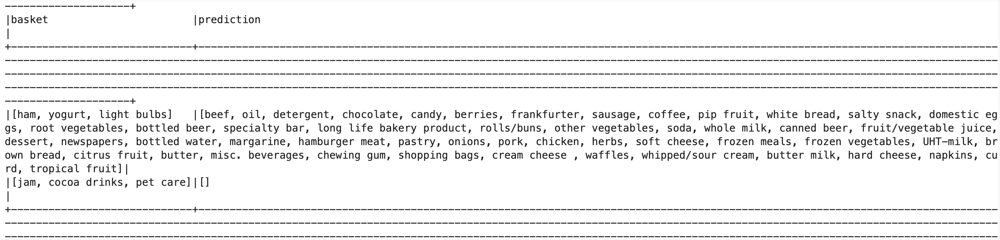 --------------------+
|basket                       |prediction
|
+-----------------------------+--------------------------------------------------------------------------------------------------------------------------------
---------------------------------------------------------------------------------------------------------------------------------------------------------------
---------------------------------------------------------------------------------------------------------------------------------------------------------------
---------------------------------------------------------------------------------------------------------------------------------------------------------------
--------------------+
|[ham, yogurt, light bulbs]   |[beef, oil, detergent, chocolate, candy, berries, frankfurter, sausage, coffee, pip fruit, white bread, salty snack, domestic eg
gs, root vegetables, bottled beer, specialty bar, long life bakery product, rolls/buns, other vegetables, soda, whole milk, canned beer, fruit/vegetable juice,
dessert, newspapers, bottled water, margarine, hamburger meat, pastry, onions, pork, chicken, herbs, soft cheese, frozen meals, frozen vegetables, UHT-milk, br
own bread, citrus fruit, butter, misc. beverages, chewing gum, shopping bags, cream cheese , waffles, whipped/sour cream, butter milk, hard cheese, napkins, cu
rd, tropical fruit]|
|[jam, cocoa drinks, pet care]|[]
|
+-----------------------------+--------------------------------------------------------------------------------------------------------------------------------
---------------------------------------------------------------------------------------------------------------------------------------------------------------
---------------------------------------------------------------------------------------------------------------------------------------------------------------